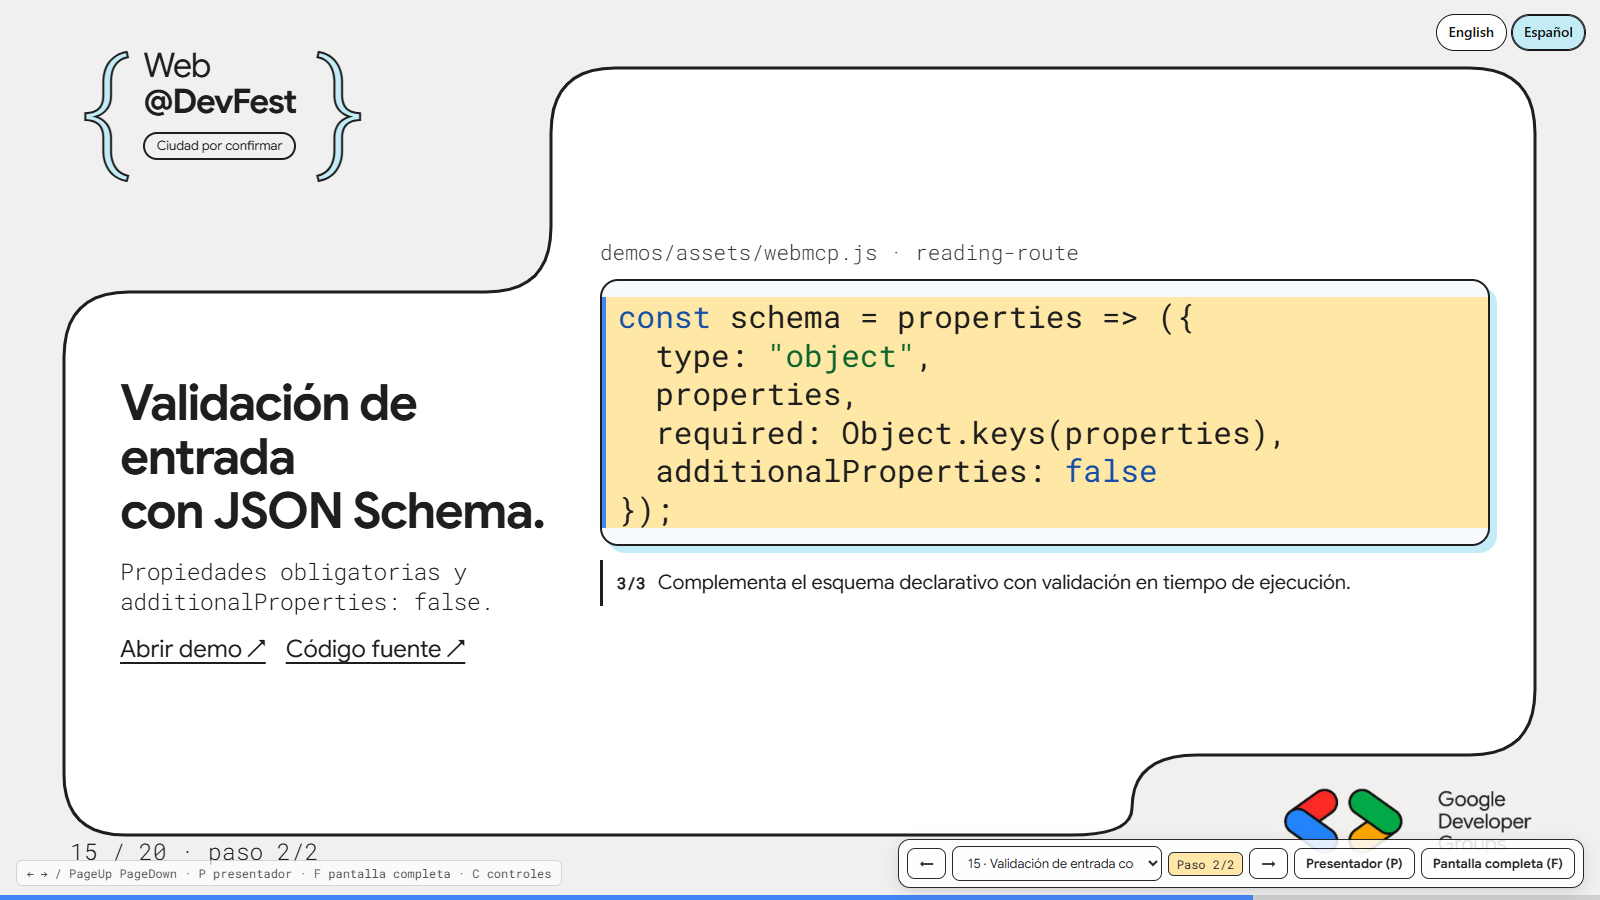 English
Español
Web
@DevFest
Ciudad por confirmar
demos/assets/webmcp.js · reading-route
const schema = properties => ({
type: "object",
properties,
required: Object.keys(properties),
additionalProperties: false
});
3/3 Complementa el esquema declarativo con validación en tiempo de ejecución.
Validación de
entrada
con JSON Schema.
Propiedades obligatorias y
additionalProperties: false.
Abrir demo ↗ Código fuente ↗
Google
Developer
Groups
15 / 20 · paso 2/2
← → / PageUp PageDown · P presentador · F pantalla completa · C controles
← 15 · Validación de entrada co Paso 2/2 → Presentador (P) Pantalla completa (F)